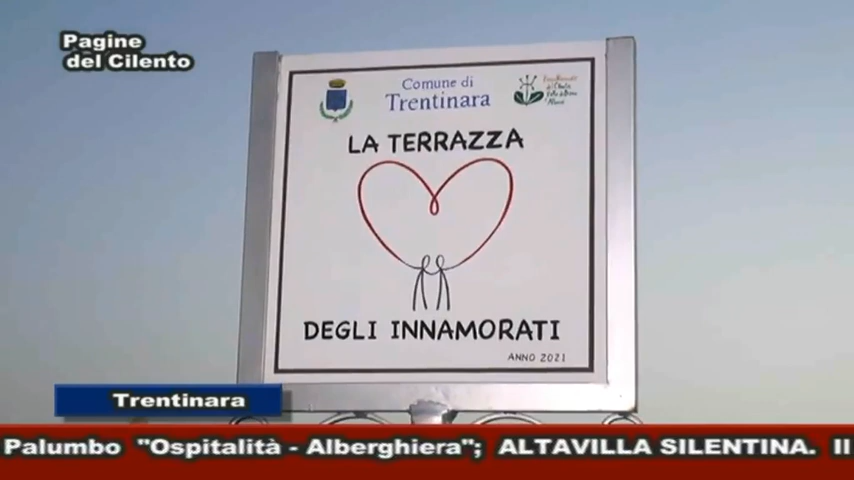 Pagine
del Cilento
Comune di
Trentinara
LA TERRAZZA
DEGLI INNAMORATI
ANNO 2021
Trentinara
Palumbo "Ospitalità - Alberghiera"; ALTAVILLA SILENTINA. Il